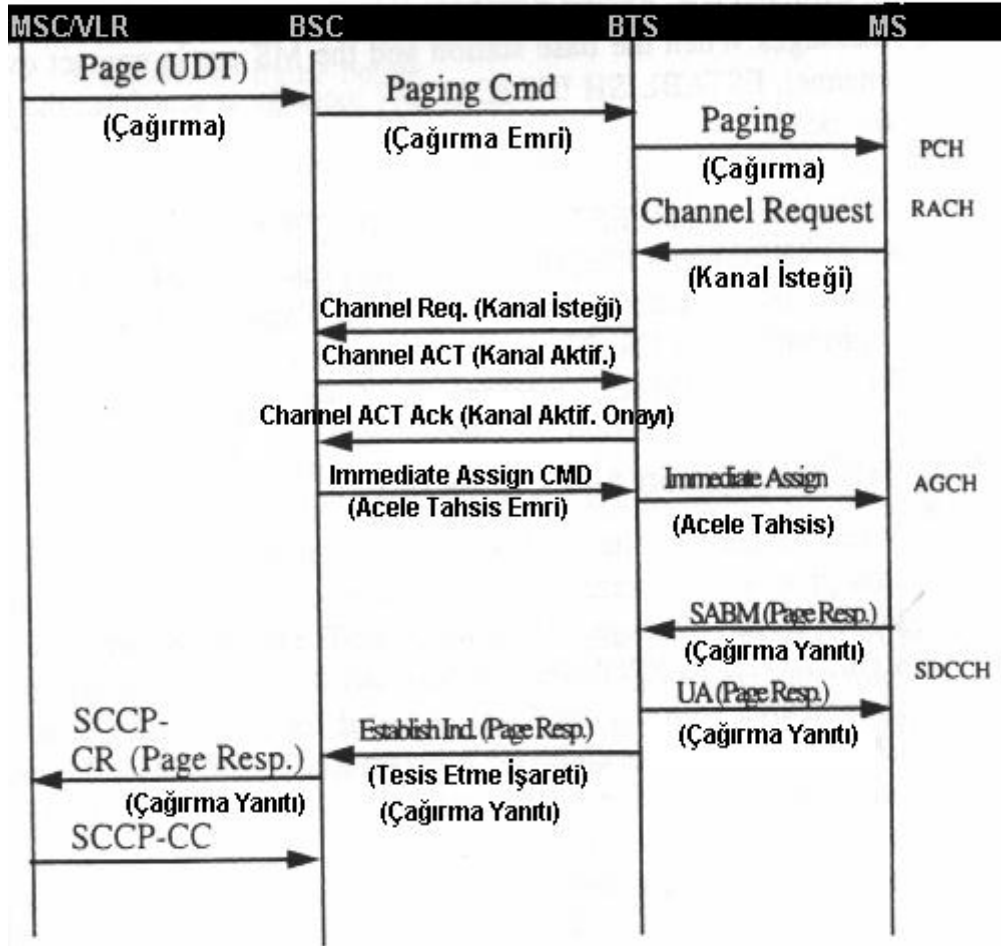 MSC/VLR BSC BTS MS
Page (UDT)
(Çağırma)
Paging Cmd
(Çağırma Emri)
Paging
(Çağırma)
PCH
Channel Request
RACH
(Kanal İsteği)
Channel Req. (Kanal İsteği)
Channel ACT (Kanal Aktif.)
Channel ACT Ack (Kanal Aktif. Onayı)
Immediate Assign CMD
(Acele Tahsis Emri)
Immediate Assign
(Acele Tahsis)
AGCH
SABM (Page Resp.)
(Çağırma Yanıtı)
SDCCH
UA (Page Resp.)
(Çağırma Yanıtı)
Establish Ind. (Page Resp.)
(Tesis Etme İşareti)
(Çağırma Yanıtı)
SCCP-
CR (Page Resp.)
(Çağırma Yanıtı)
SCCP-CC